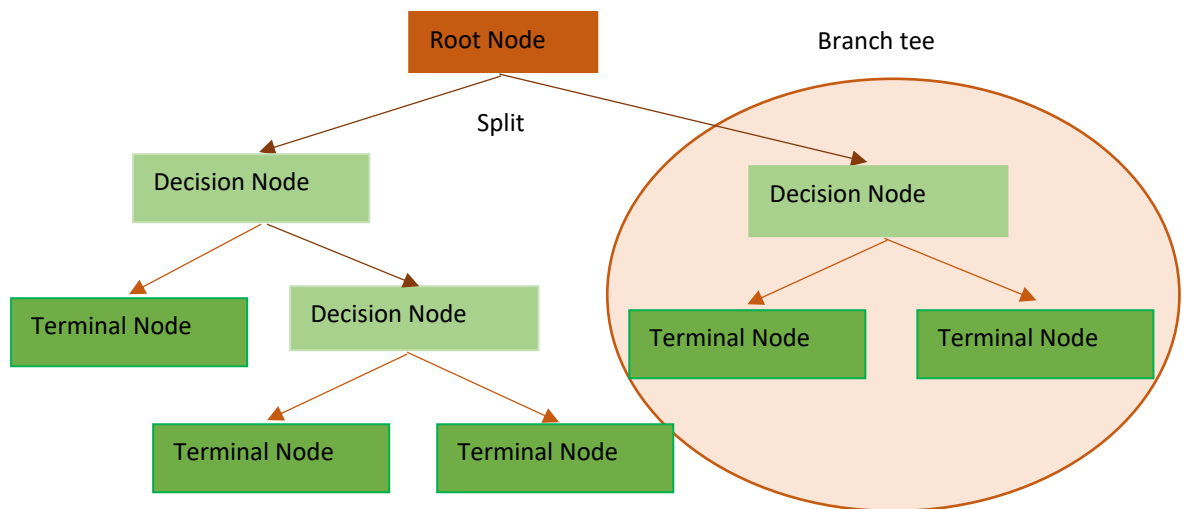 Root Node
Branch tee
Split
Decision Node
Decision Node
Terminal Node
Decision Node
Terminal Node
Terminal Node
Terminal Node
Terminal Node